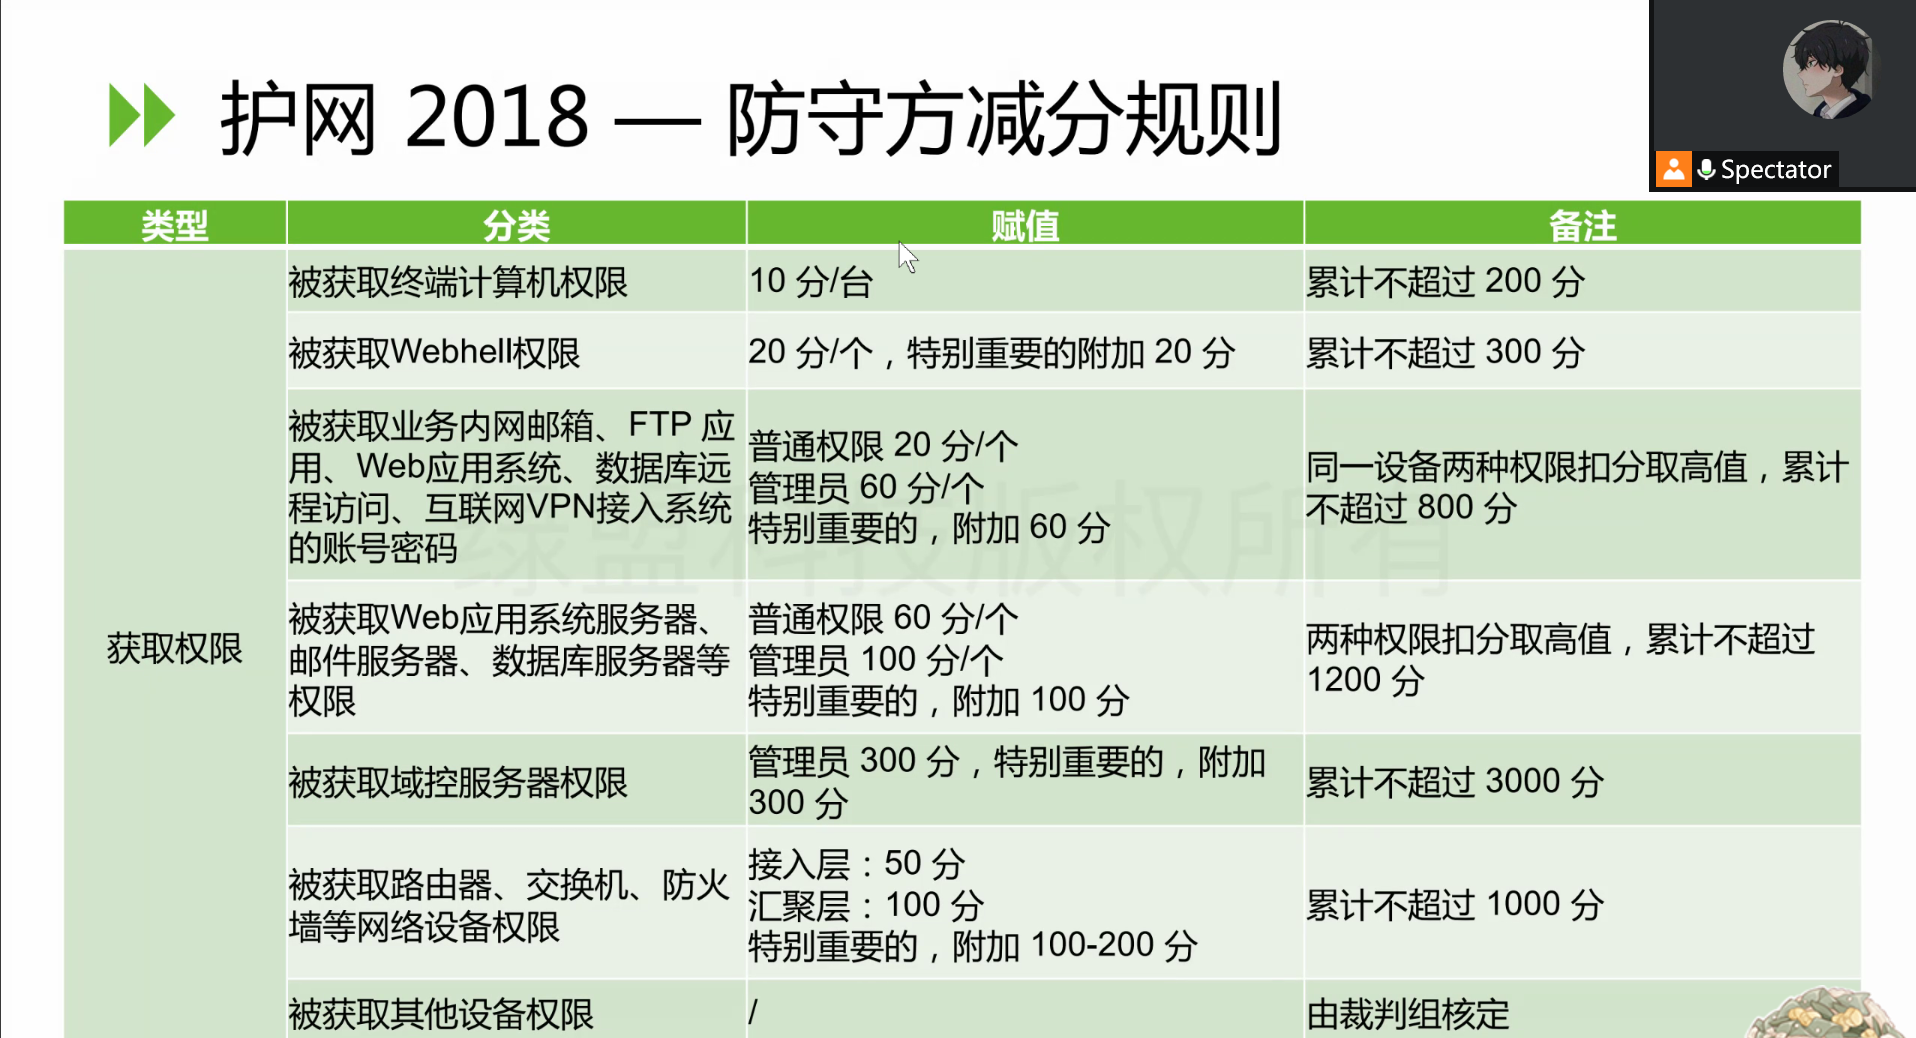 护网 2018 — 防守方减分规则
Spectator
类型 分类 赋值 备注
获取权限
被获取终端计算机权限
10 分/台
累计不超过 200 分
被获取Webhell权限
20 分/个，特别重要的附加 20 分
累计不超过 300 分
被获取业务内网邮箱、FTP 应
用、Web应用系统、数据库远
程访问、互联网VPN接入系统
的账号密码
普通权限 20 分/个
管理员 60 分/个
特别重要的，附加 60 分
同一设备两种权限扣分取高值，累计
不超过 800 分
被获取Web应用系统服务器、
邮件服务器、数据库服务器等
权限
普通权限 60 分/个
管理员 100 分/个
特别重要的，附加 100 分
两种权限扣分取高值，累计不超过
1200 分
被获取域控服务器权限
管理员 300 分，特别重要的，附加
300 分
累计不超过 3000 分
被获取路由器、交换机、防火
墙等网络设备权限
接入层：50 分
汇聚层：100 分
特别重要的，附加 100-200 分
累计不超过 1000 分
被获取其他设备权限
/
由裁判组核定
绿盟科技版权所有